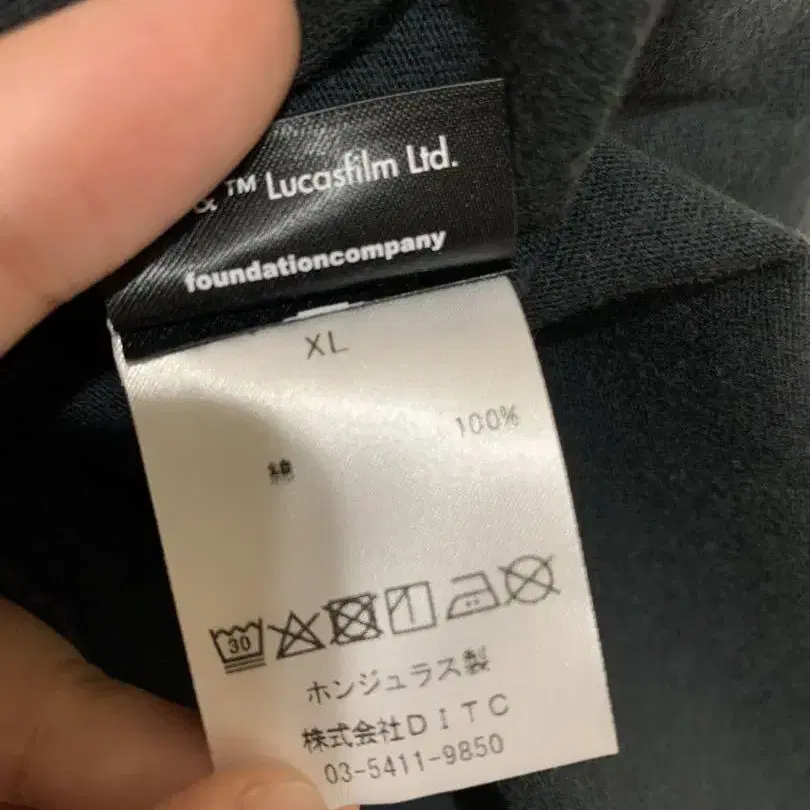 & ™ Lucasfilm Ltd.
foundationcompany
XL
綿 100%
30
ホンジュラス製
株式会社DITC
03-5411-9850